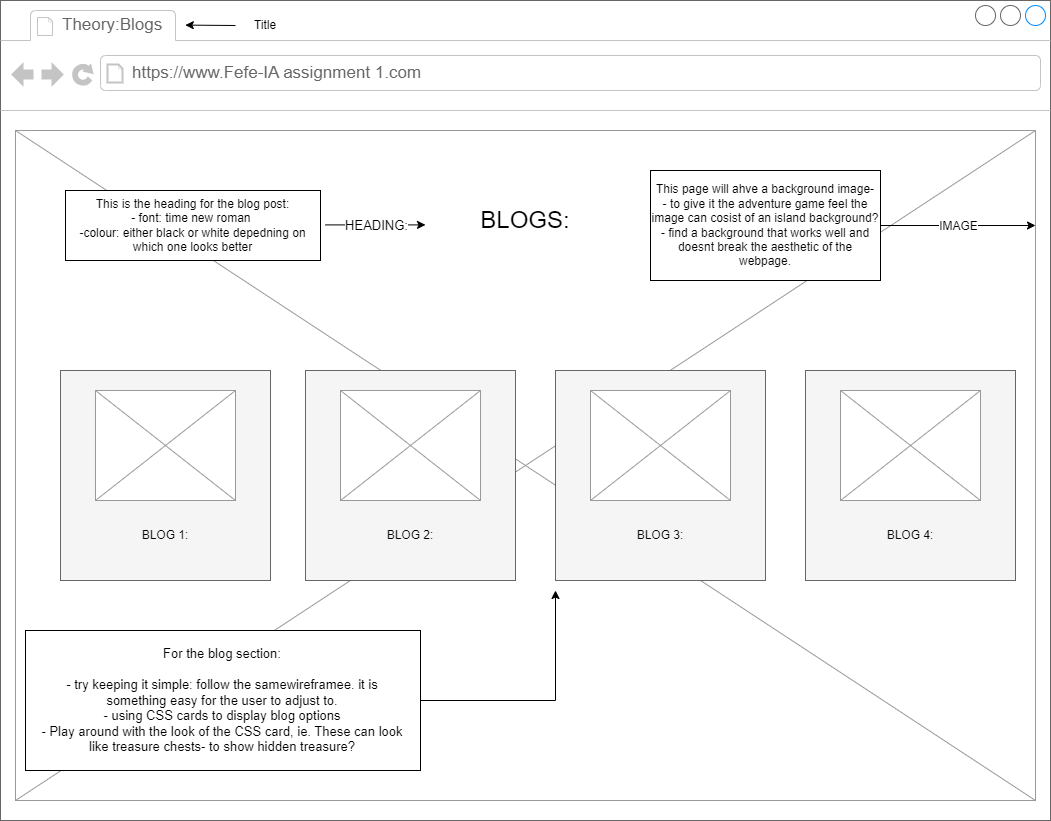 Theory:Blogs
Title
https://www.Fefe-IA assignment 1.com
This is the heading for the blog post:
- font: time new roman
-colour: either black or white depedning on
which one looks better
HEADING:
BLOGS:
This page will ahve a background image-
- to give it the adventure game feel the
image can cosist of an island background?
- find a background that works well and
doesnt break the aesthetic of the
webpage.
IMAGE
BLOG 1:
BLOG 2:
BLOG 3:
BLOG 4:
For the blog section:
- try keeping it simple: follow the samewireframee. it is
something easy for the user to adjust to.
- using CSS cards to display blog options
- Play around with the look of the CSS card, ie. These can look
like treasure chests- to show hidden treasure?